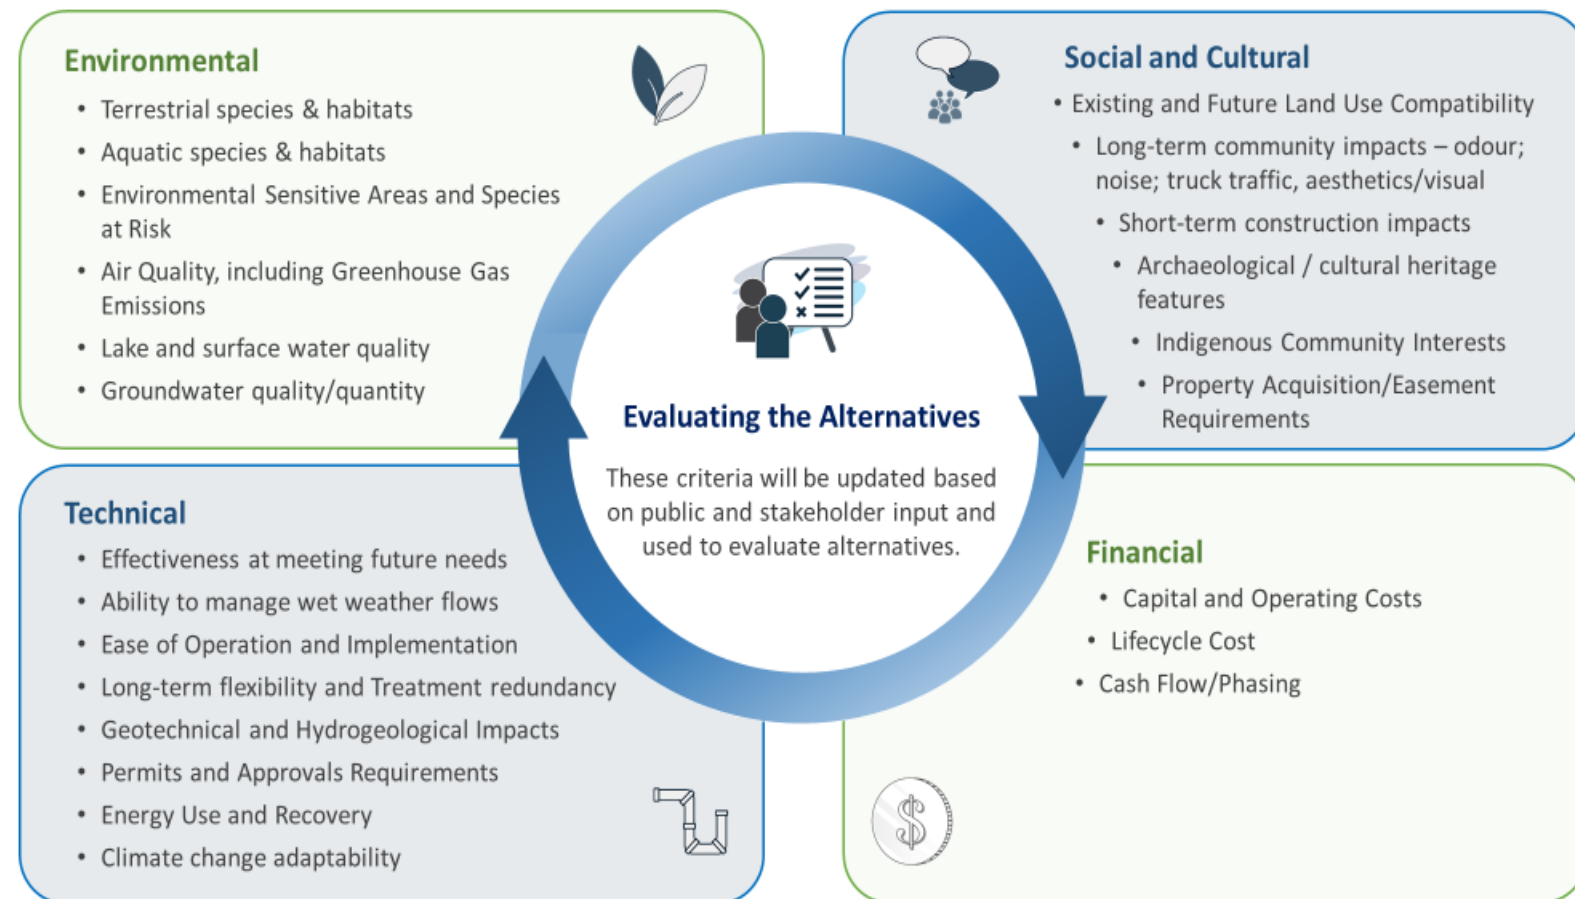 Environmental
• Terrestrial species & habitats
• Aquatic species & habitats
• Environmental Sensitive Areas and Species
at Risk
• Air Quality, including Greenhouse Gas
Emissions
• Lake and surface water quality
• Groundwater quality/quantity
Social and Cultural
• Existing and Future Land Use Compatibility
• Long-term community impacts – odour;
noise; truck traffic, aesthetics/visual
• Short-term construction impacts
• Archaeological / cultural heritage
features
• Indigenous Community Interests
• Property Acquisition/Easement
Requirements
Evaluating the Alternatives
These criteria will be updated based
on public and stakeholder input and
used to evaluate alternatives.
Technical
• Effectiveness at meeting future needs
• Ability to manage wet weather flows
• Ease of Operation and Implementation
• Long-term flexibility and Treatment redundancy
• Geotechnical and Hydrogeological Impacts
• Permits and Approvals Requirements
• Energy Use and Recovery
• Climate change adaptability
Financial
• Capital and Operating Costs
• Lifecycle Cost
• Cash Flow/Phasing
$